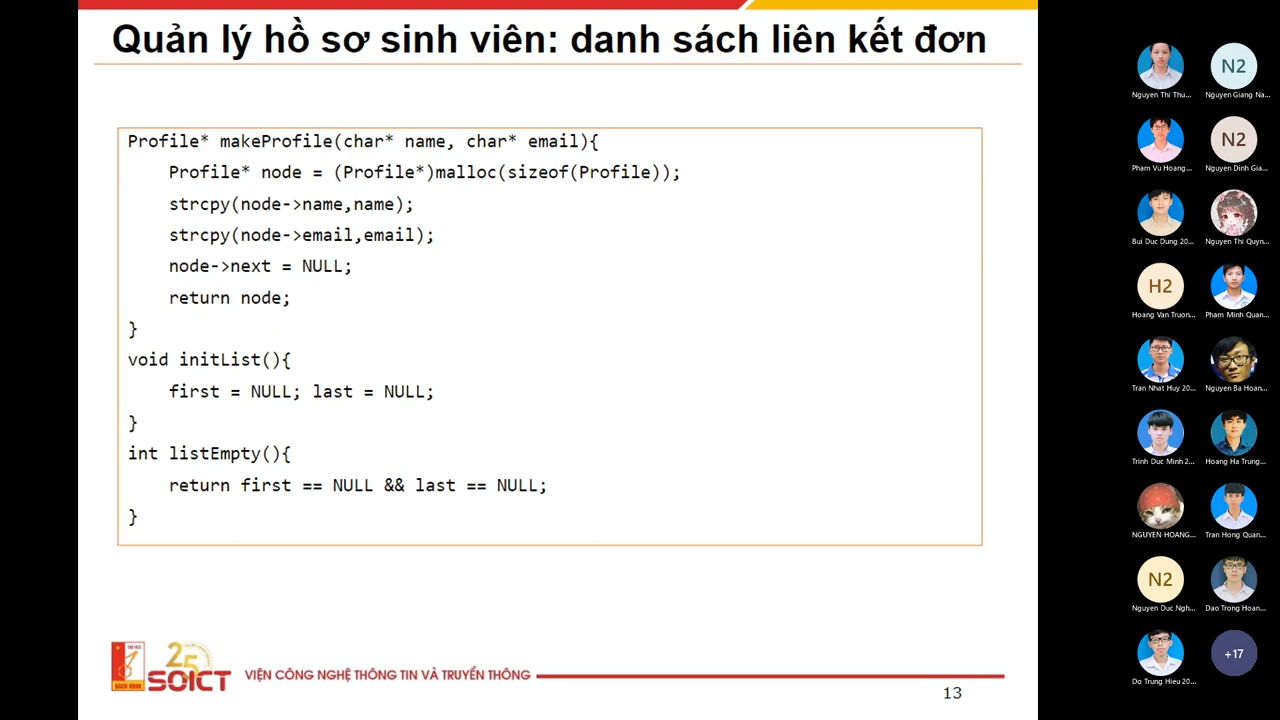 Quản lý hồ sơ sinh viên: danh sách liên kết đơn
Profile* makeProfile(char* name, char* email){
Profile* node = (Profile*)malloc(sizeof(Profile));
strcpy(node->name,name);
strcpy(node->email,email);
node->next = NULL;
return node;
}
void initList(){
first = NULL; last = NULL;
}
int listEmpty(){
return first == NULL && last == NULL;
}
25
SOICT
VIỆN CÔNG NGHỆ THÔNG TIN VÀ TRUYỀN THÔNG
13
N2
Nguyen Thi Thu...
Nguyen Giang Na...
N2
Pham Vu Hoang...
Nguyen Dinh Gia...
Bui Duc Dung 20...
Nguyen Thi Quyn...
H2
Hoang Van Truon...
Pham Minh Quan...
Tran Nhat Huy 20...
Nguyen Ba Hoan...
Trinh Duc Minh 2...
Hoang Ha Trung...
NGUYEN HOANG...
Tran Hong Quan...
N2
Nguyen Duc Ngh...
Dao Trong Hoan...
+17
Do Trung Hieu 20...